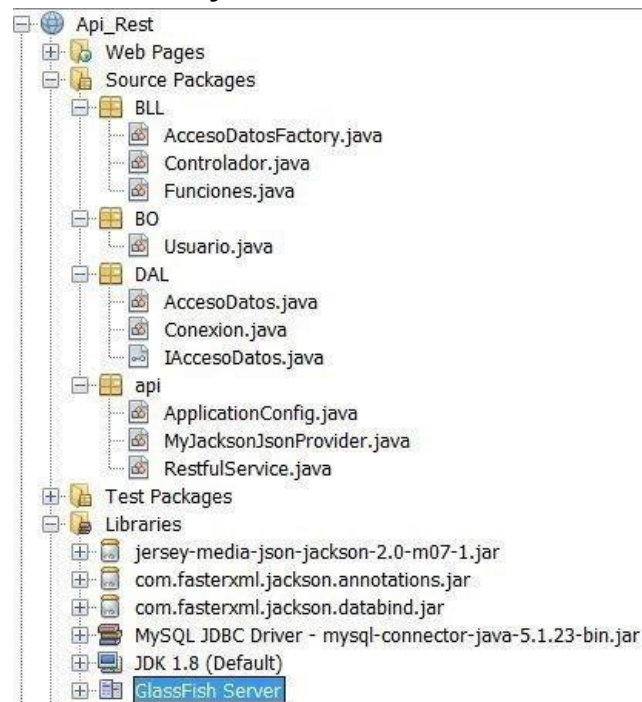 Api_Rest
Web Pages
Source Packages
BLL
AccesoDatosFactory.java
Controlador.java
Funciones.java
BO
Usuario.java
DAL
AccesoDatos.java
Conexion.java
IAccesoDatos.java
api
ApplicationConfig.java
MyJacksonJsonProvider.java
RestfulService.java
Test Packages
Libraries
jersey-media-json-jackson-2.0-m07-1.jar
com.fasterxml.jackson.annotations.jar
com.fasterxml.jackson.databind.jar
MySQL JDBC Driver - mysql-connector-java-5.1.23-bin.jar
JDK 1.8 (Default)
GlassFish Server